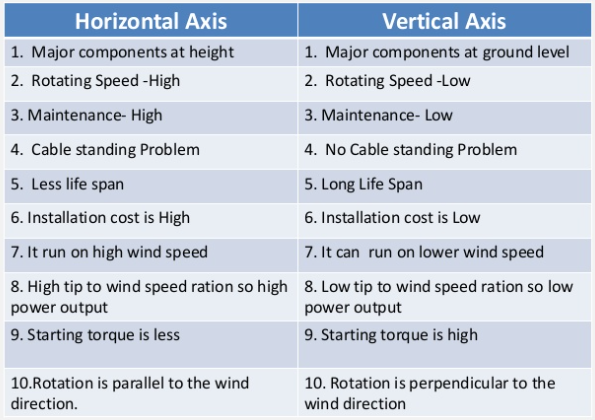 Horizontal Axis
Vertical Axis
1. Major components at height
1. Major components at ground level
2. Rotating Speed -High
2. Rotating Speed -Low
3. Maintenance- High
3. Maintenance- Low
4. Cable standing Problem
4. No Cable standing Problem
5. Less life span
5. Long Life Span
6. Installation cost is High
6. Installation cost is Low
7. It run on high wind speed
7. It can run on lower wind speed
8. High tip to wind speed ration so high
power output
8. Low tip to wind speed ration so low
power output
9. Starting torque is less
9. Starting torque is high
10.Rotation is parallel to the wind
direction.
10. Rotation is perpendicular to the
wind direction